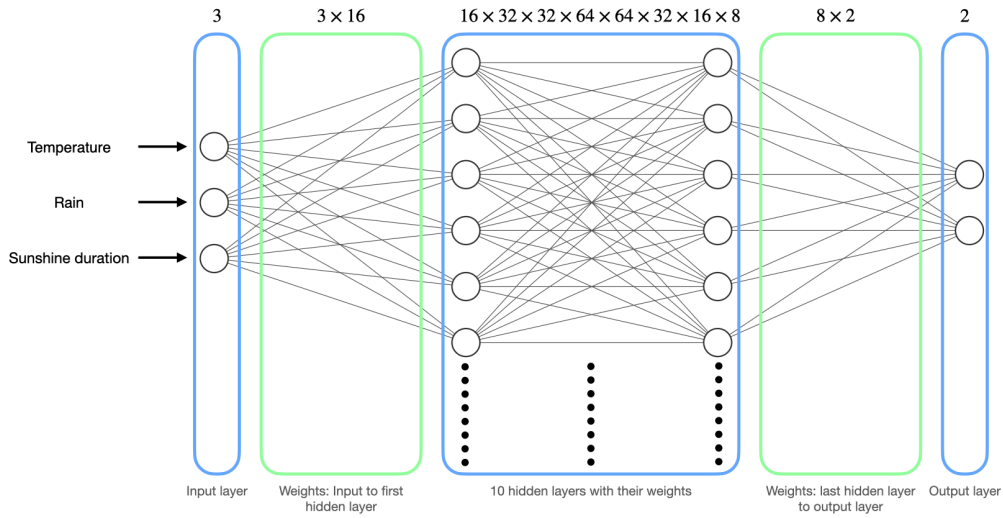 3
3 × 16
16 × 32 × 32 × 64 × 64 × 32 × 16 × 8
8 × 2
2
Temperature
Rain
Sunshine duration
Input layer
Weights: Input to first
hidden layer
10 hidden layers with their weights
Weights: last hidden layer
to output layer
Output layer